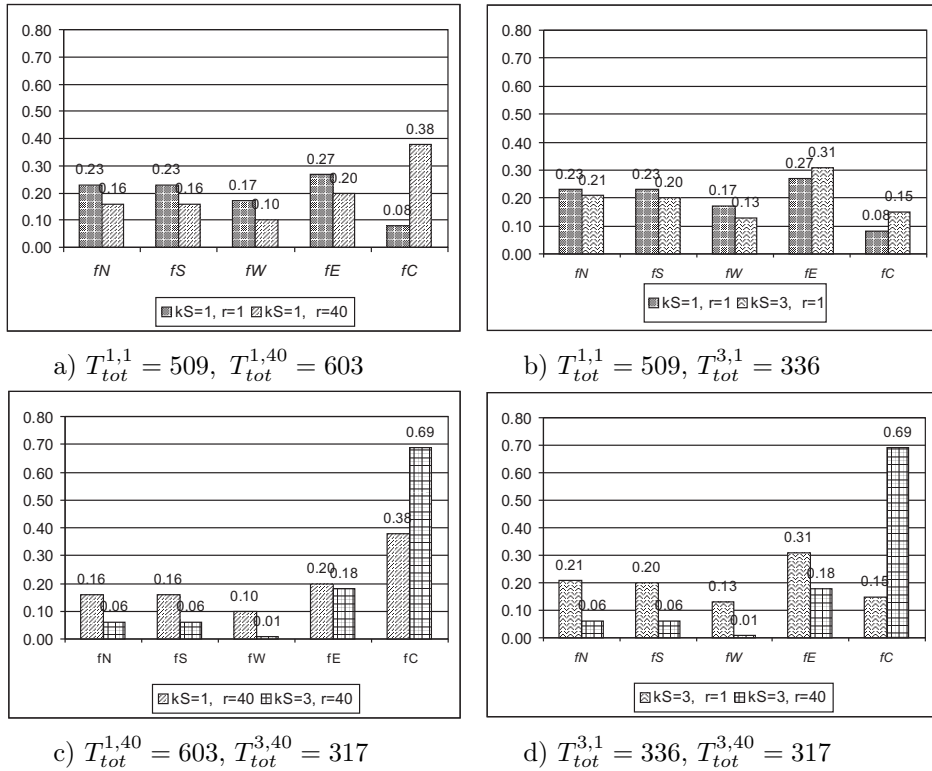 0.80
0.70
0.60
0.50
0.40
0.30
0.20
0.10
0.00
0.23 0.16 0.23 0.16 0.17 0.10 0.27 0.20 0.08 0.38
fN fS fW fE fC
kS=1, r=1 kS=1, r=40
a) T_{tot}^{1,1} = 509, T_{tot}^{1,40} = 603
0.80
0.70
0.60
0.50
0.40
0.30
0.20
0.10
0.00
0.23 0.21 0.23 0.20 0.17 0.13 0.27 0.31 0.08 0.15
fN fS fW fE fC
kS=1, r=1 kS=3, r=1
b) T_{tot}^{1,1} = 509, T_{tot}^{3,1} = 336
0.80
0.70
0.60
0.50
0.40
0.30
0.20
0.10
0.00
0.16 0.06 0.16 0.06 0.10 0.01 0.20 0.18 0.38 0.69
fN fS fW fE fC
kS=1, r=40 kS=3, r=40
c) T_{tot}^{1,40} = 603, T_{tot}^{3,40} = 317
0.80
0.70
0.60
0.50
0.40
0.30
0.20
0.10
0.00
0.21 0.06 0.20 0.06 0.13 0.01 0.31 0.18 0.15 0.69
fN fS fW fE fC
kS=3, r=1 kS=3, r=40
d) T_{tot}^{3,1} = 336, T_{tot}^{3,40} = 317